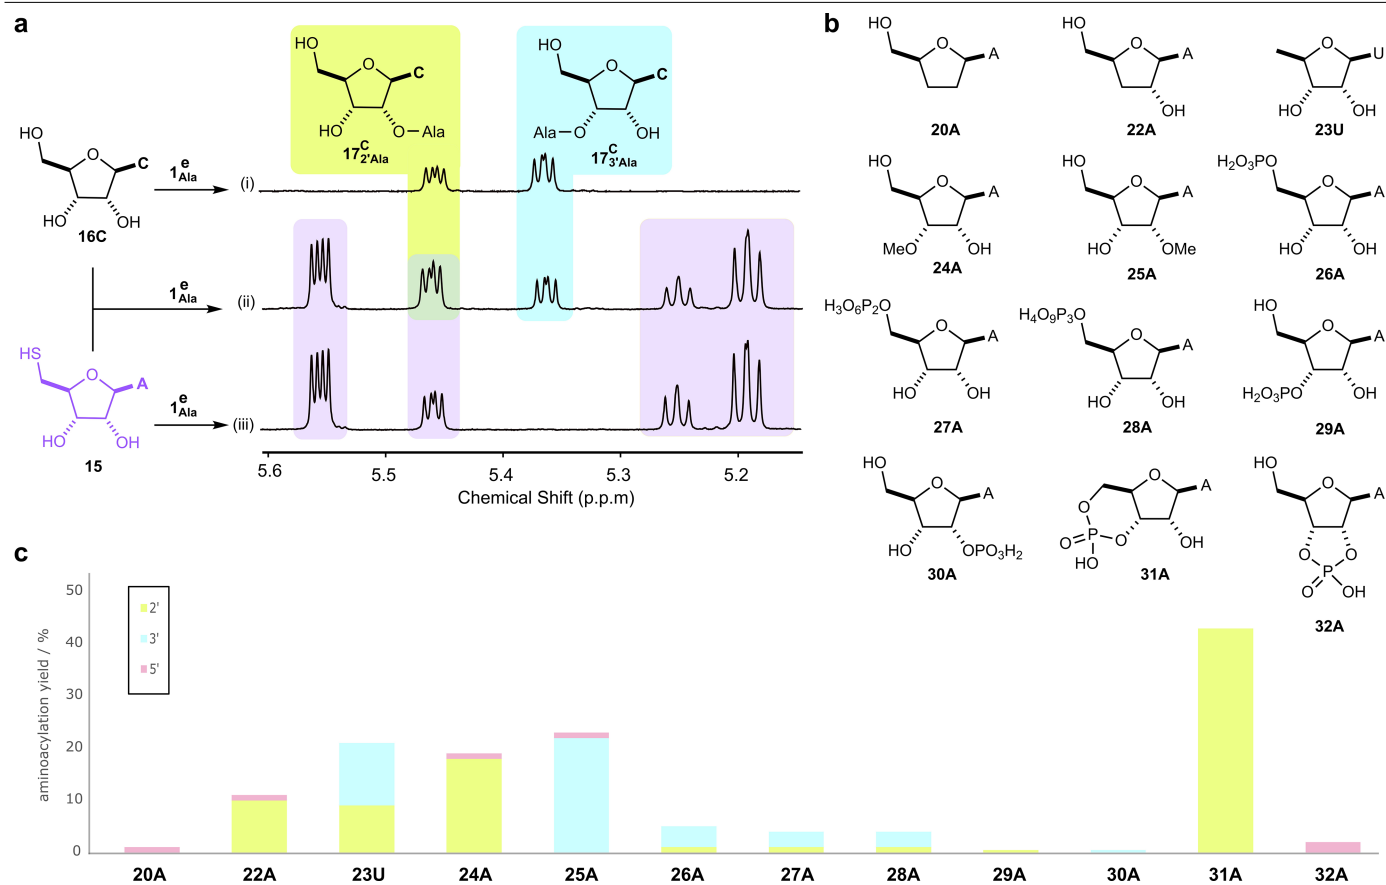 a
HO
O
C
HO
OH
16C
1 e Ala
(i)
HO
O
C
HO
O–Ala
17 C 2'Ala
HO
O
C
Ala–O
OH
17 C 3'Ala
1 e Ala
(ii)
HS
O
A
HO
OH
15
1 e Ala
(iii)
5.6 5.5 5.4 5.3 5.2
Chemical Shift (p.p.m)
b
HO
O
A
20A
HO
O
A
OH
22A
O
U
HO
OH
23U
HO
O
A
MeO
OH
24A
HO
O
A
HO
OMe
25A
H2O3PO
O
A
HO
OH
26A
H3O6P2O
O
A
HO
OH
27A
H4O9P3O
O
A
HO
OH
28A
HO
O
A
H2O3PO
OH
29A
HO
O
A
HO
OPO3H2
30A
O
A
O
O
P
O
HO
OH
31A
HO
O
A
O
O
P
O
OH
32A
c
aminoacylation yield / %
50
40
30
20
10
0
2'
3'
5'
20A 22A 23U 24A 25A 26A 27A 28A 29A 30A 31A 32A